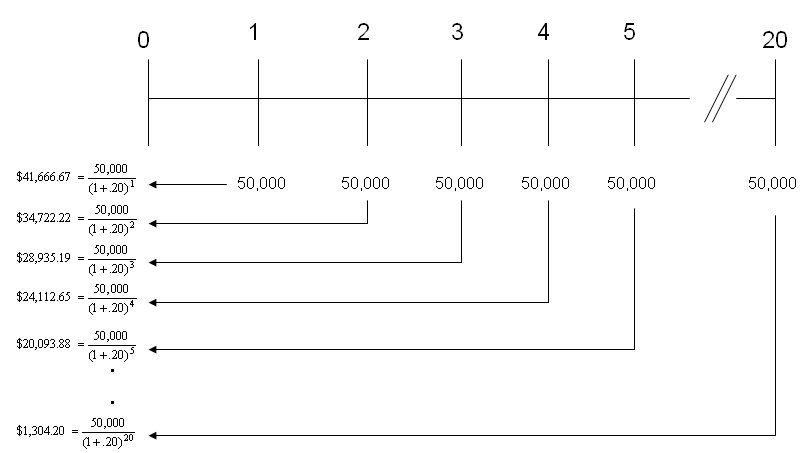 0 1 2 3 4 5 20
$41,666.67 = 50,000 / (1+.20)^1 50,000 50,000 50,000 50,000 50,000 50,000
$34,722.22 = 50,000 / (1+.20)^2
$28,935.19 = 50,000 / (1+.20)^3
$24,112.65 = 50,000 / (1+.20)^4
$20,093.88 = 50,000 / (1+.20)^5
.
.
$1,304.20 = 50,000 / (1+.20)^20